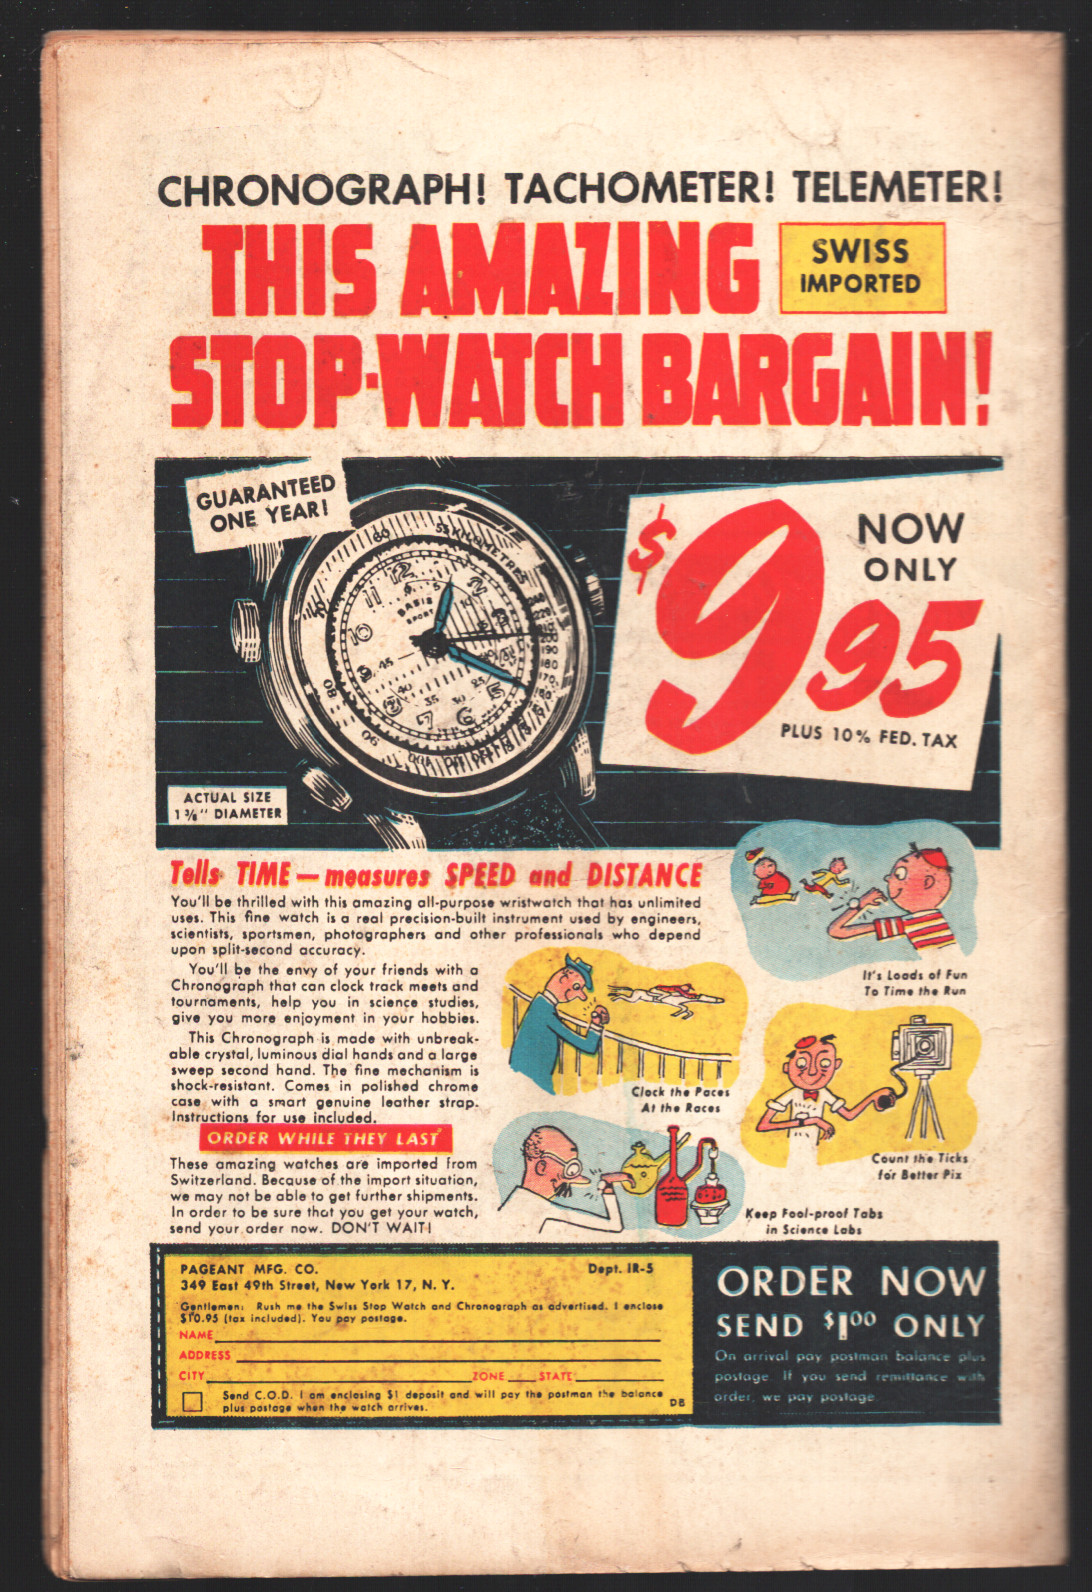 CHRONOGRAPH! TACHOMETER! TELEMETER!
THIS AMAZING
SWISS
IMPORTED
STOP-WATCH BARGAIN!
GUARANTEED
ONE YEAR!
55 KILOMETRES
60
12
11
10
BASIS
SPORT
$9.95
NOW
ONLY
PLUS 10% FED. TAX
ACTUAL SIZE
1 3/8" DIAMETER
Tells TIME — measures SPEED and DISTANCE
You'll be thrilled with this amazing all-purpose wristwatch that has unlimited
uses. This fine watch is a real precision-built instrument used by engineers,
scientists, sportsmen, photographers and other professionals who depend
upon split-second accuracy.
You'll be the envy of your friends with a
Chronograph that can clock track meets and
tournaments, help you in science studies,
give you more enjoyment in your hobbies.
This Chronograph is made with unbreak-
able crystal, luminous dial hands and a large
sweep second hand. The fine mechanism is
shock-resistant. Comes in polished chrome
case with a smart genuine leather strap.
Instructions for use included.
ORDER WHILE THEY LAST
These amazing watches are imported from
Switzerland. Because of the import situation,
we may not be able to get further shipments.
In order to be sure that you get your watch,
send your order now. DON'T WAIT!
It's Loads of Fun
To Time the Run
Clock the Paces
At the Races
Count the Ticks
for Better Pix
Keep Fool-proof Tabs
in Science Labs
PAGEANT MFG. CO. Dept. IR-5
349 East 49th Street, New York 17, N. Y.
Gentlemen: Rush me the Swiss Stop Watch and Chronograph as advertised. I enclose
$10.95 (tax included). You pay postage.
NAME
ADDRESS
CITY ZONE STATE
Send C.O.D. I am enclosing $1 deposit and will pay the postman the balance
plus postage when the watch arrives.
DB
ORDER NOW
SEND $1.00 ONLY
On arrival pay postman balance plus
postage. If you send remittance with
order, we pay postage.